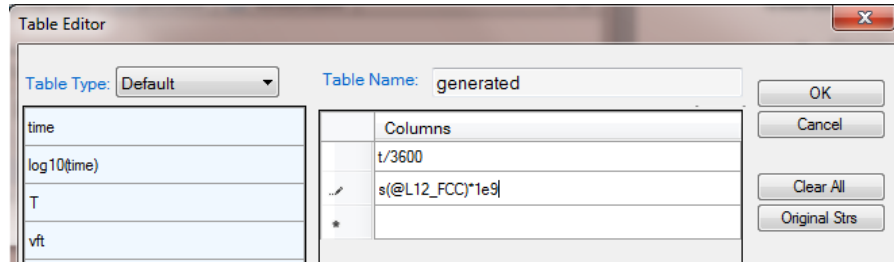 Table Editor
Table Type: Default
Table Name: generated
OK
Cancel
time
log10(time)
T
vft
Columns
t/3600
s(@L12_FCC)*1e9
*
Clear All
Original Strs